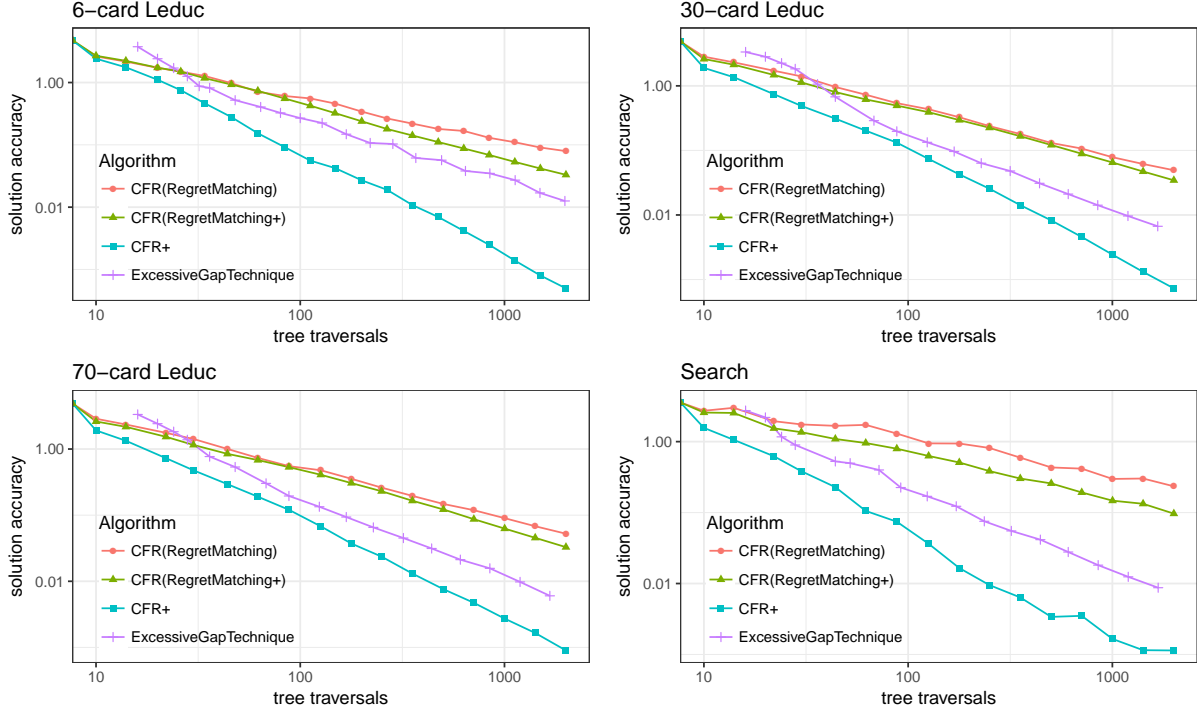 6−card Leduc
solution accuracy
1.00
0.01
Algorithm
CFR(RegretMatching)
CFR(RegretMatching+)
CFR+
ExcessiveGapTechnique
10
100
1000
tree traversals
30−card Leduc
solution accuracy
1.00
0.01
Algorithm
CFR(RegretMatching)
CFR(RegretMatching+)
CFR+
ExcessiveGapTechnique
10
100
1000
tree traversals
70−card Leduc
solution accuracy
1.00
0.01
Algorithm
CFR(RegretMatching)
CFR(RegretMatching+)
CFR+
ExcessiveGapTechnique
10
100
1000
tree traversals
Search
solution accuracy
1.00
0.01
Algorithm
CFR(RegretMatching)
CFR(RegretMatching+)
CFR+
ExcessiveGapTechnique
10
100
1000
tree traversals